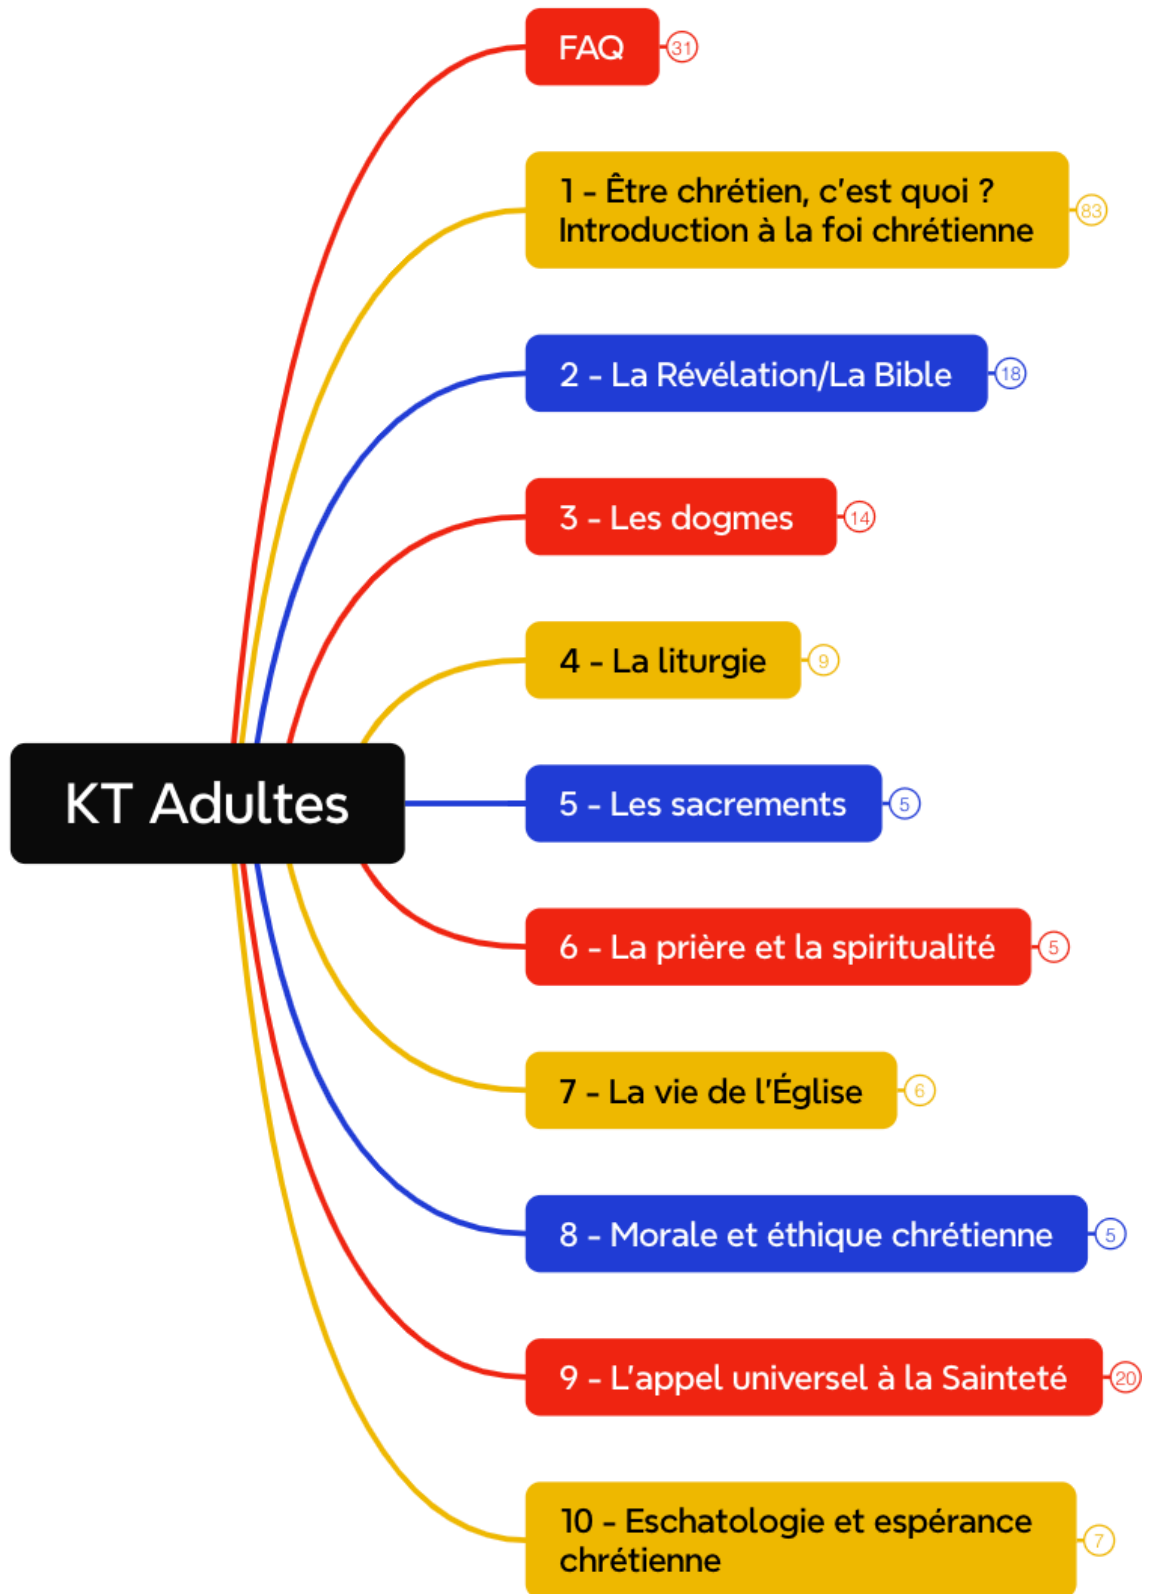 FAQ
31
1 - Être chrétien, c'est quoi ?
Introduction à la foi chrétienne
83
2 - La Révélation/La Bible
18
3 - Les dogmes
14
4 - La liturgie
9
KT Adultes
5 - Les sacrements
5
6 - La prière et la spiritualité
5
7 - La vie de l'Église
6
8 - Morale et éthique chrétienne
5
9 - L'appel universel à la Sainteté
20
10 - Eschatologie et espérance
chrétienne
7